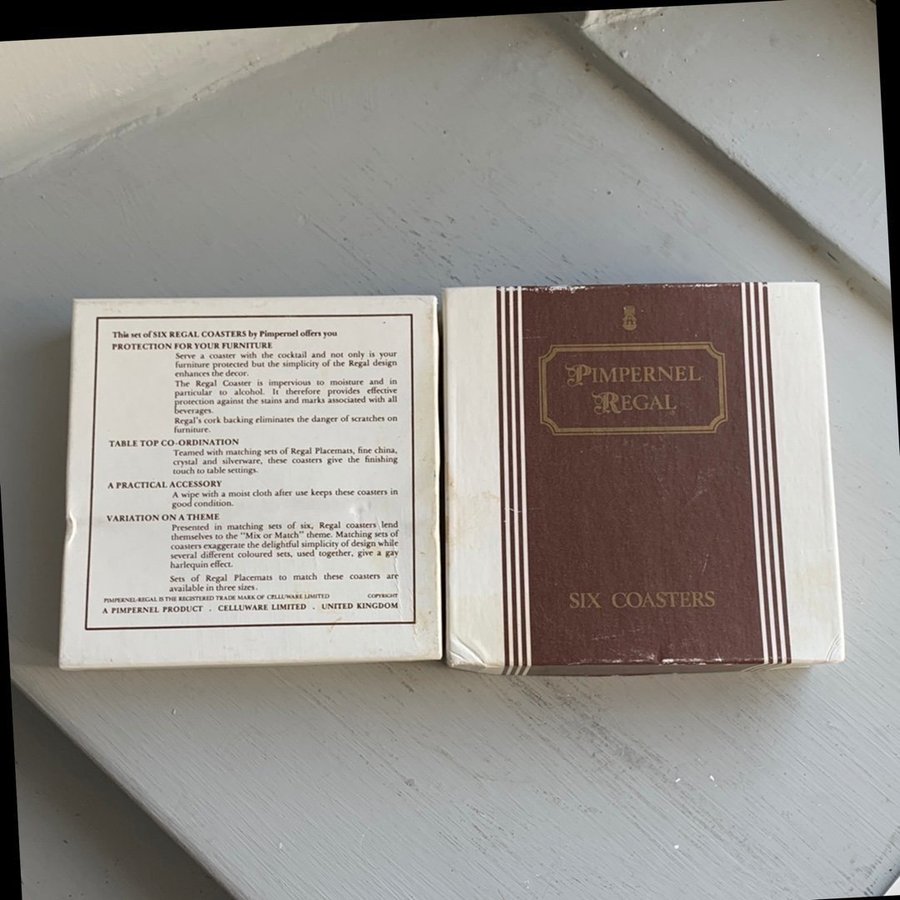 This set of SIX REGAL COASTERS by Pimpernel offers you
PROTECTION FOR YOUR FURNITURE
Serve a coaster with the cocktail and not only is your
furniture protected but the simplicity of the Regal design
enhances the decor.
The Regal Coaster is impervious to moisture and in
particular to alcohol. It therefore provides effective
protection against the stains and marks associated with all
beverages.
Regal's cork backing eliminates the danger of scratches on
furniture.
TABLE TOP CO-ORDINATION
Teamed with matching sets of Regal Placemats, fine china,
crystal and silverware, these coasters give the finishing
touch to table settings.
A PRACTICAL ACCESSORY
A wipe with a moist cloth after use keeps these coasters in
good condition.
VARIATION ON A THEME
Presented in matching sets of six, Regal coasters lend
themselves to the "Mix or Match" theme. Matching sets of
coasters exaggerate the delightful simplicity of design while
several different coloured sets, used together, give a gay
harlequin effect.
Sets of Regal Placemats to match these coasters are
available in three sizes.
PIMPERNEL-REGAL IS THE REGISTERED TRADE MARK OF CELLUWARE LIMITED COPYRIGHT
A PIMPERNEL PRODUCT . CELLUWARE LIMITED . UNITED KINGDOM
PIMPERNEL
REGAL
SIX COASTERS